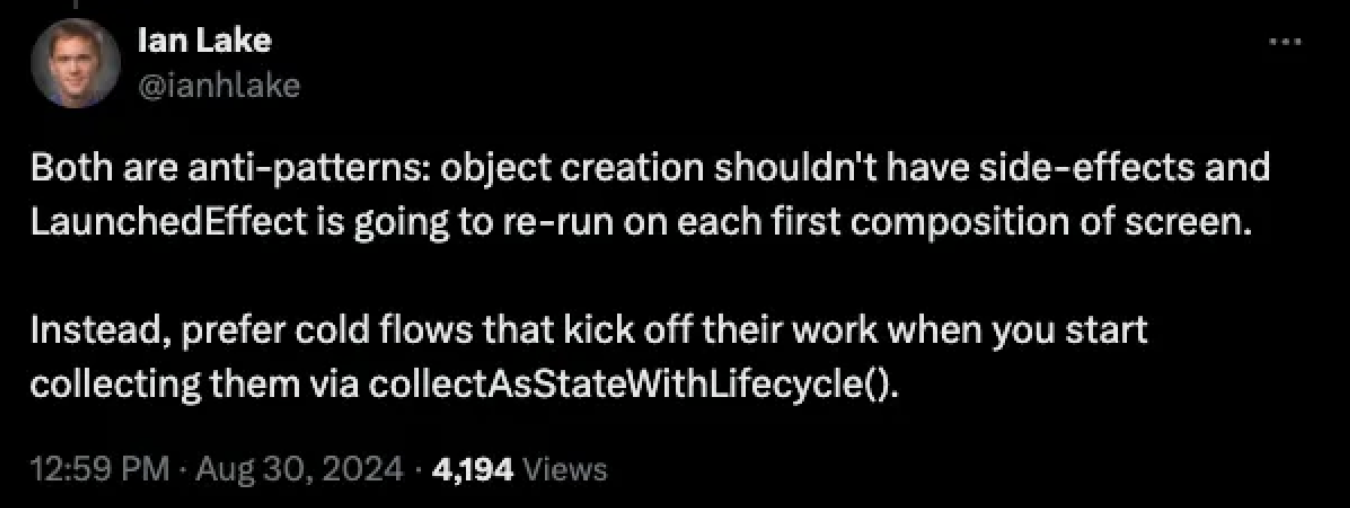 Ian Lake
@ianhlake
Both are anti-patterns: object creation shouldn't have side-effects and
LaunchedEffect is going to re-run on each first composition of screen.
Instead, prefer cold flows that kick off their work when you start
collecting them via collectAsStateWithLifecycle().
12:59 PM · Aug 30, 2024 · 4,194 Views